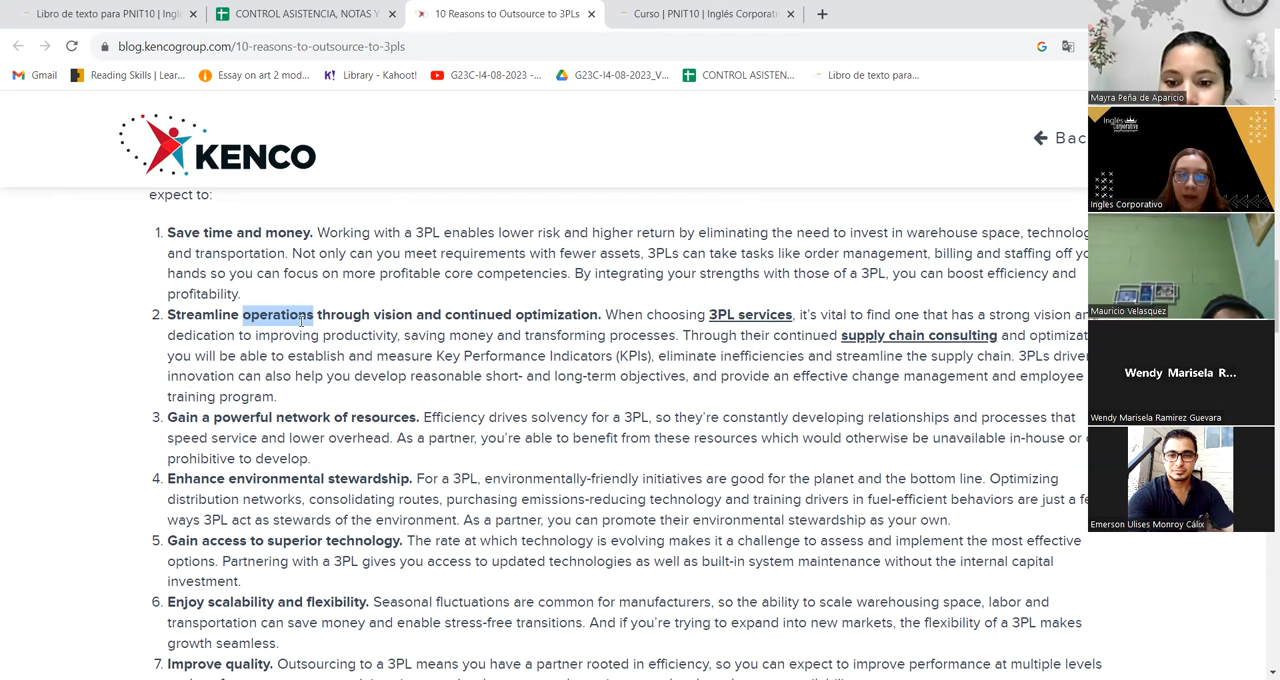 Libro de texto para PNIT10 | Ingle
CONTROL ASISTENCIA, NOTAS Y
10 Reasons to Outsource to 3PLs
Curso | PNIT10 | Inglés Corporati
blog.kencogroup.com/10-reasons-to-outsource-to-3pls
Gmail
Reading Skills | Lear...
Essay on art 2 mod...
Library - Kahoot!
G23C-I4-08-2023 -...
G23C-I4-08-2023_V...
CONTROL ASISTEN...
Libro de texto para...
KENCO
Bac
expect to:
1. Save time and money. Working with a 3PL enables lower risk and higher return by eliminating the need to invest in warehouse space, technolog
and transportation. Not only can you meet requirements with fewer assets, 3PLs can take tasks like order management, billing and staffing off yo
hands so you can focus on more profitable core competencies. By integrating your strengths with those of a 3PL, you can boost efficiency and
profitability.
2. Streamline operations through vision and continued optimization. When choosing 3PL services, it's vital to find one that has a strong vision an
dedication to improving productivity, saving money and transforming processes. Through their continued supply chain consulting and optimizat
you will be able to establish and measure Key Performance Indicators (KPIs), eliminate inefficiencies and streamline the supply chain. 3PLs driven
innovation can also help you develop reasonable short- and long-term objectives, and provide an effective change management and employee
training program.
3. Gain a powerful network of resources. Efficiency drives solvency for a 3PL, so they're constantly developing relationships and processes that
speed service and lower overhead. As a partner, you're able to benefit from these resources which would otherwise be unavailable in-house or
prohibitive to develop.
4. Enhance environmental stewardship. For a 3PL, environmentally-friendly initiatives are good for the planet and the bottom line. Optimizing
distribution networks, consolidating routes, purchasing emissions-reducing technology and training drivers in fuel-efficient behaviors are just a fe
ways 3PL act as stewards of the environment. As a partner, you can promote their environmental stewardship as your own.
5. Gain access to superior technology. The rate at which technology is evolving makes it a challenge to assess and implement the most effective
options. Partnering with a 3PL gives you access to updated technologies as well as built-in system maintenance without the internal capital
investment.
6. Enjoy scalability and flexibility. Seasonal fluctuations are common for manufacturers, so the ability to scale warehousing space, labor and
transportation can save money and enable stress-free transitions. And if you're trying to expand into new markets, the flexibility of a 3PL makes
growth seamless.
7. Improve quality. Outsourcing to a 3PL means you have a partner rooted in efficiency, so you can expect to improve performance at multiple levels
Mayra Peña de Aparicio
Inglés
Corporativo
Ingles Corporativo
Mauricio Velasquez
Wendy Marisela R...
Wendy Marisela Ramirez Guevara
Emerson Ulises Monroy Cálix